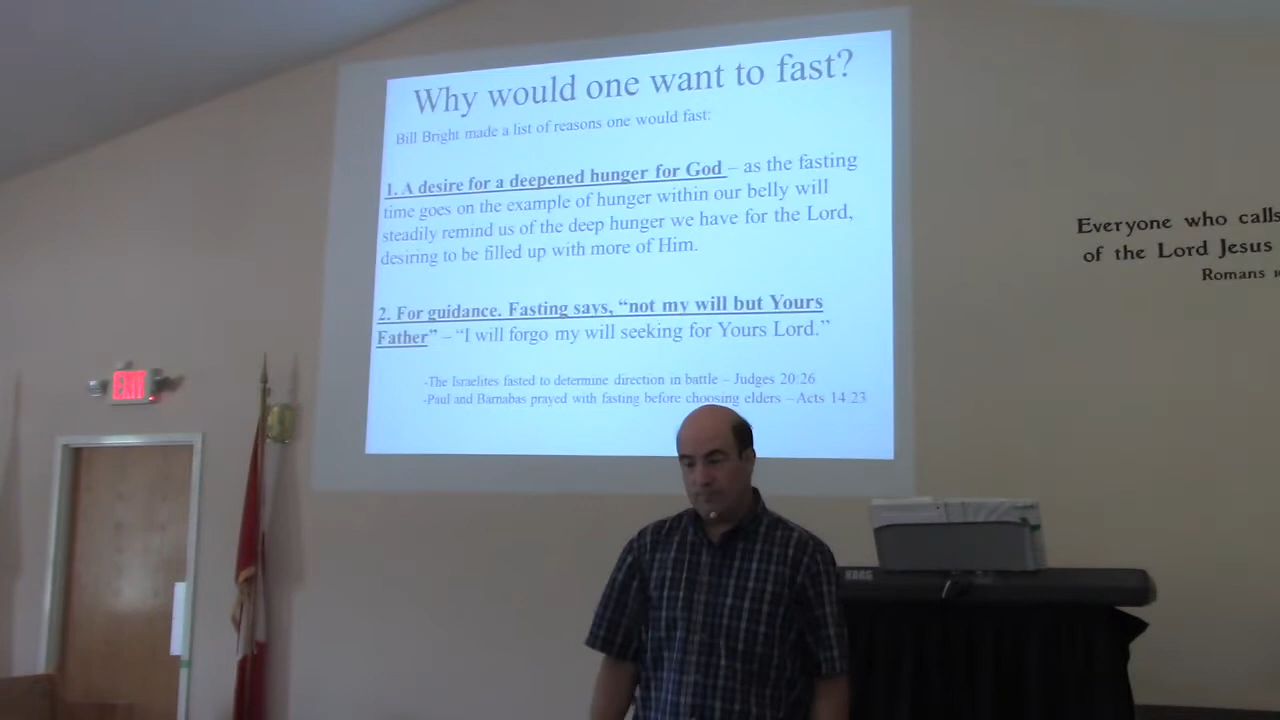 Why would one want to fast?
Bill Bright made a list of reasons one would fast:
1. A desire for a deepened hunger for God – as the fasting
time goes on the example of hunger within our belly will
steadily remind us of the deep hunger we have for the Lord,
desiring to be filled up with more of Him.
2. For guidance. Fasting says, “not my will but Yours
Father” – “I will forgo my will seeking for Yours Lord.”
-The Israelites fasted to determine direction in battle – Judges 20:26
-Paul and Barnabas prayed with fasting before choosing elders – Acts 14:23
Everyone who calls
of the Lord Jesus
Romans
EXIT
KORG